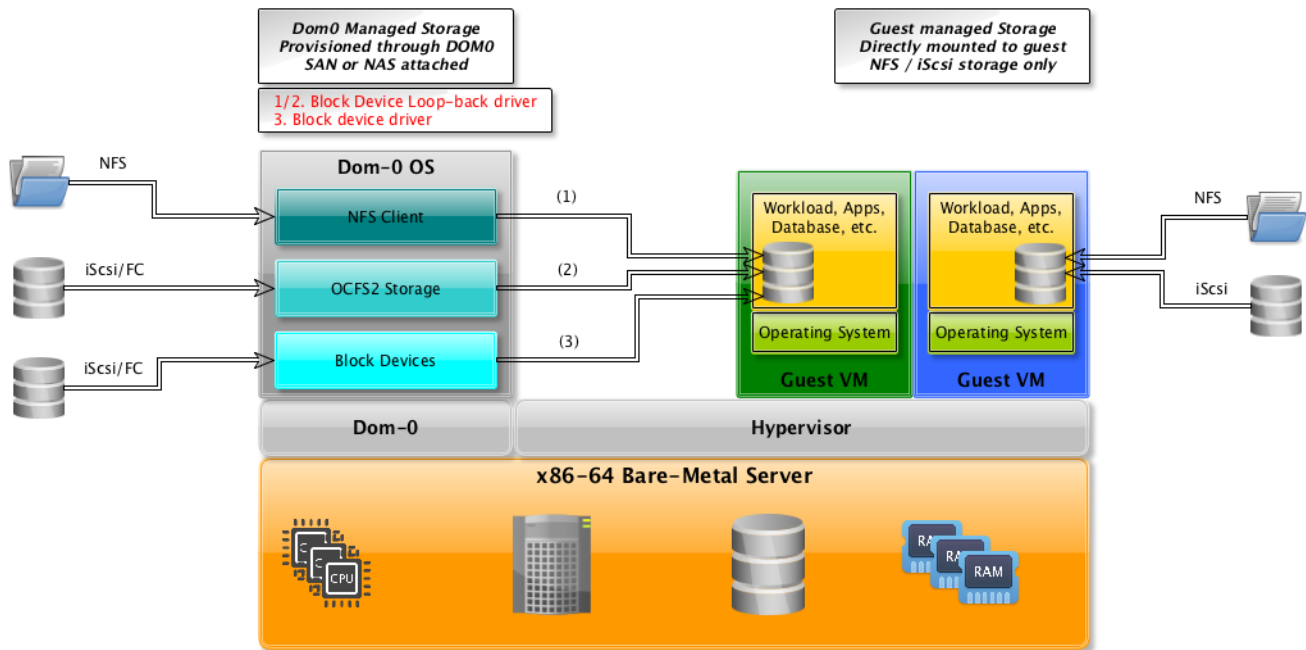 Dom0 Managed Storage
Provisioned through DOM0
SAN or NAS attached
Guest managed Storage
Directly mounted to guest
NFS / iScsi storage only
1/2. Block Device Loop-back driver
3. Block device driver
NFS
Dom-0 OS
NFS Client
(1)
iScsi/FC
OCFS2 Storage
(2)
iScsi/FC
Block Devices
(3)
Workload, Apps,
Database, etc.
Operating System
Guest VM
Workload, Apps,
Database, etc.
Operating System
Guest VM
NFS
iScsi
Dom-0
Hypervisor
x86-64 Bare-Metal Server
CPU
RAM